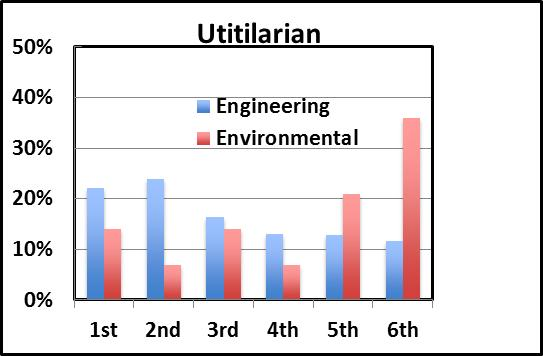 Utitilarian
50%
40%
30%
20%
10%
0%
Engineering
Environmental
1st 2nd 3rd 4th 5th 6th